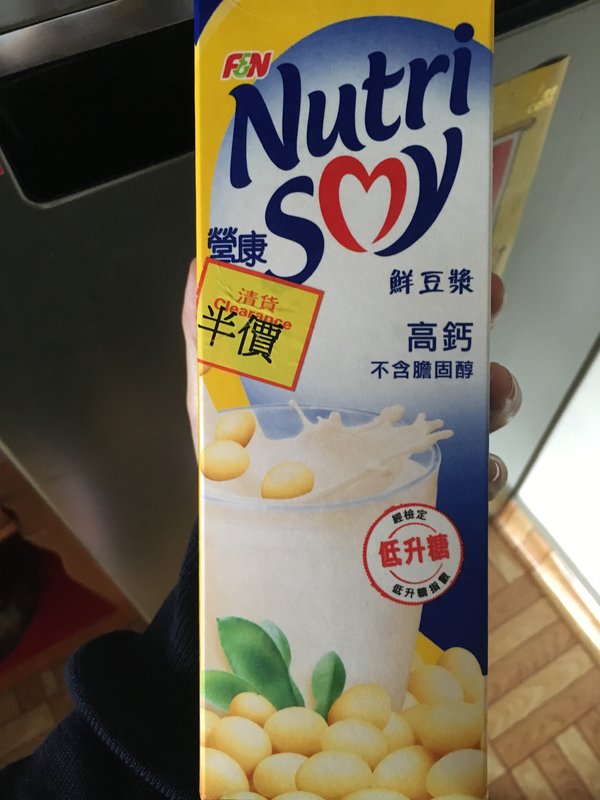 F&N
Nutri
Soy
營康
鮮豆漿
清貨
Clearance
半價
高鈣
不含膽固醇
經檢定
低升糖
低升糖指數